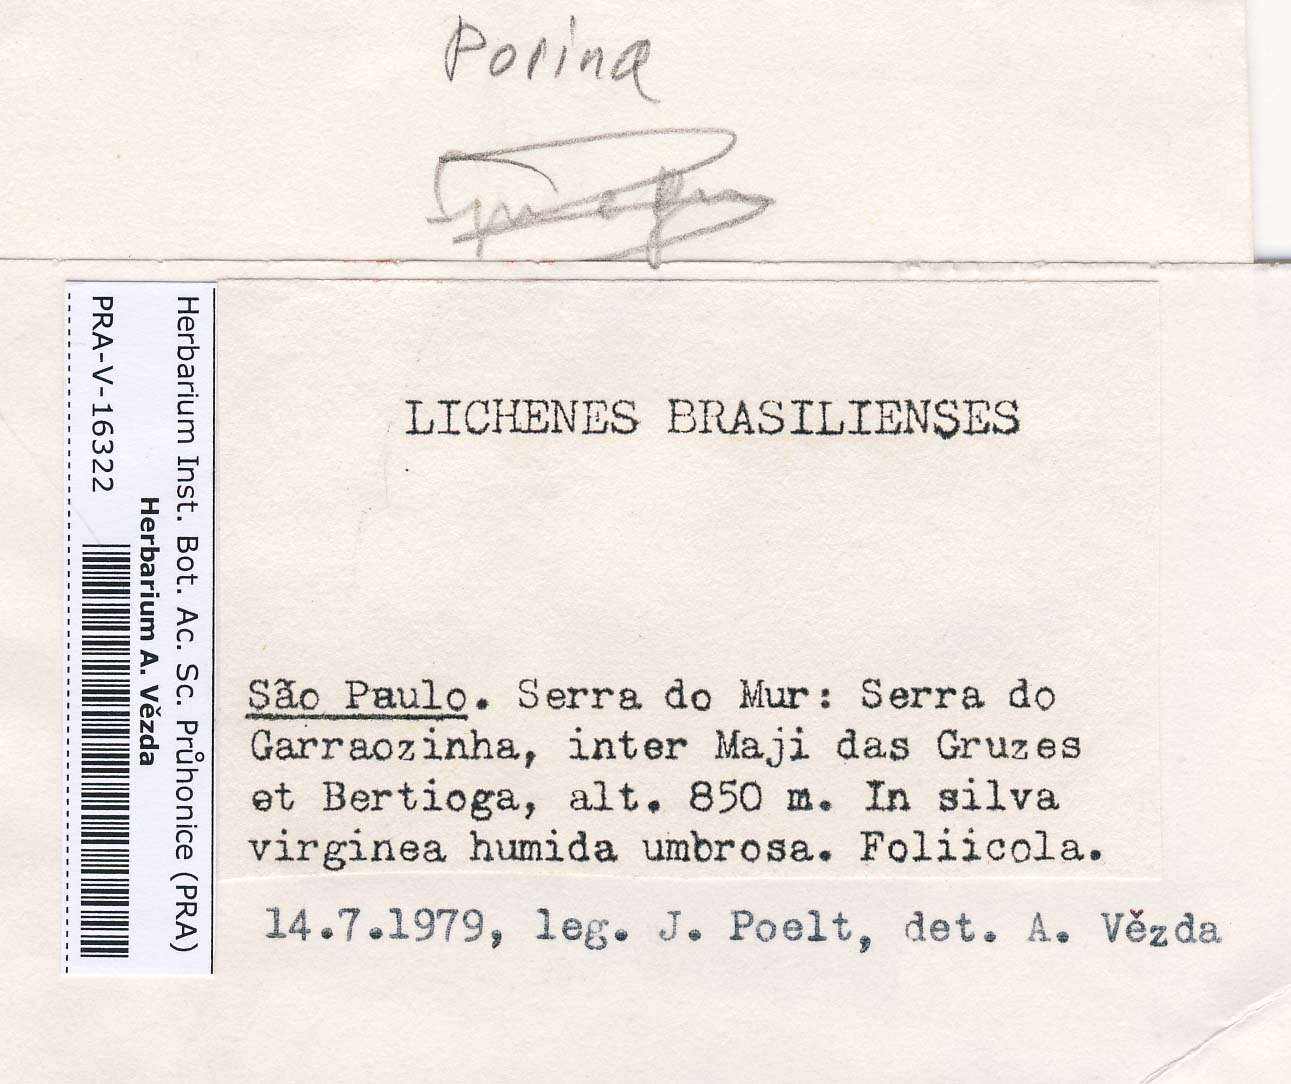 Porina
Herbarium Inst. Bot. Ac. Sc. Průhonice (PRA)
Herbarium A. Vězda
PRA-V-16322
LICHENES BRASILIENSES
São Paulo. Serra do Mur: Serra do
Garraozinha, inter Maji das Gruzes
et Bertioga, alt. 850 m. In silva
virginea humida umbrosa. Foliicola.
14.7.1979, leg. J. Poelt, det. A. Vězda